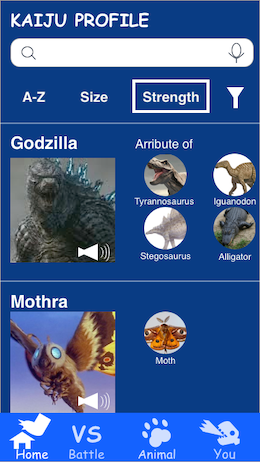 KAIJU PROFILE
A-Z Size Strength
Godzilla
Arribute of
Tyrannosaurus Iguanodon
Stegosaurus Alligator
Mothra
Moth
VS
Home Battle Animal You